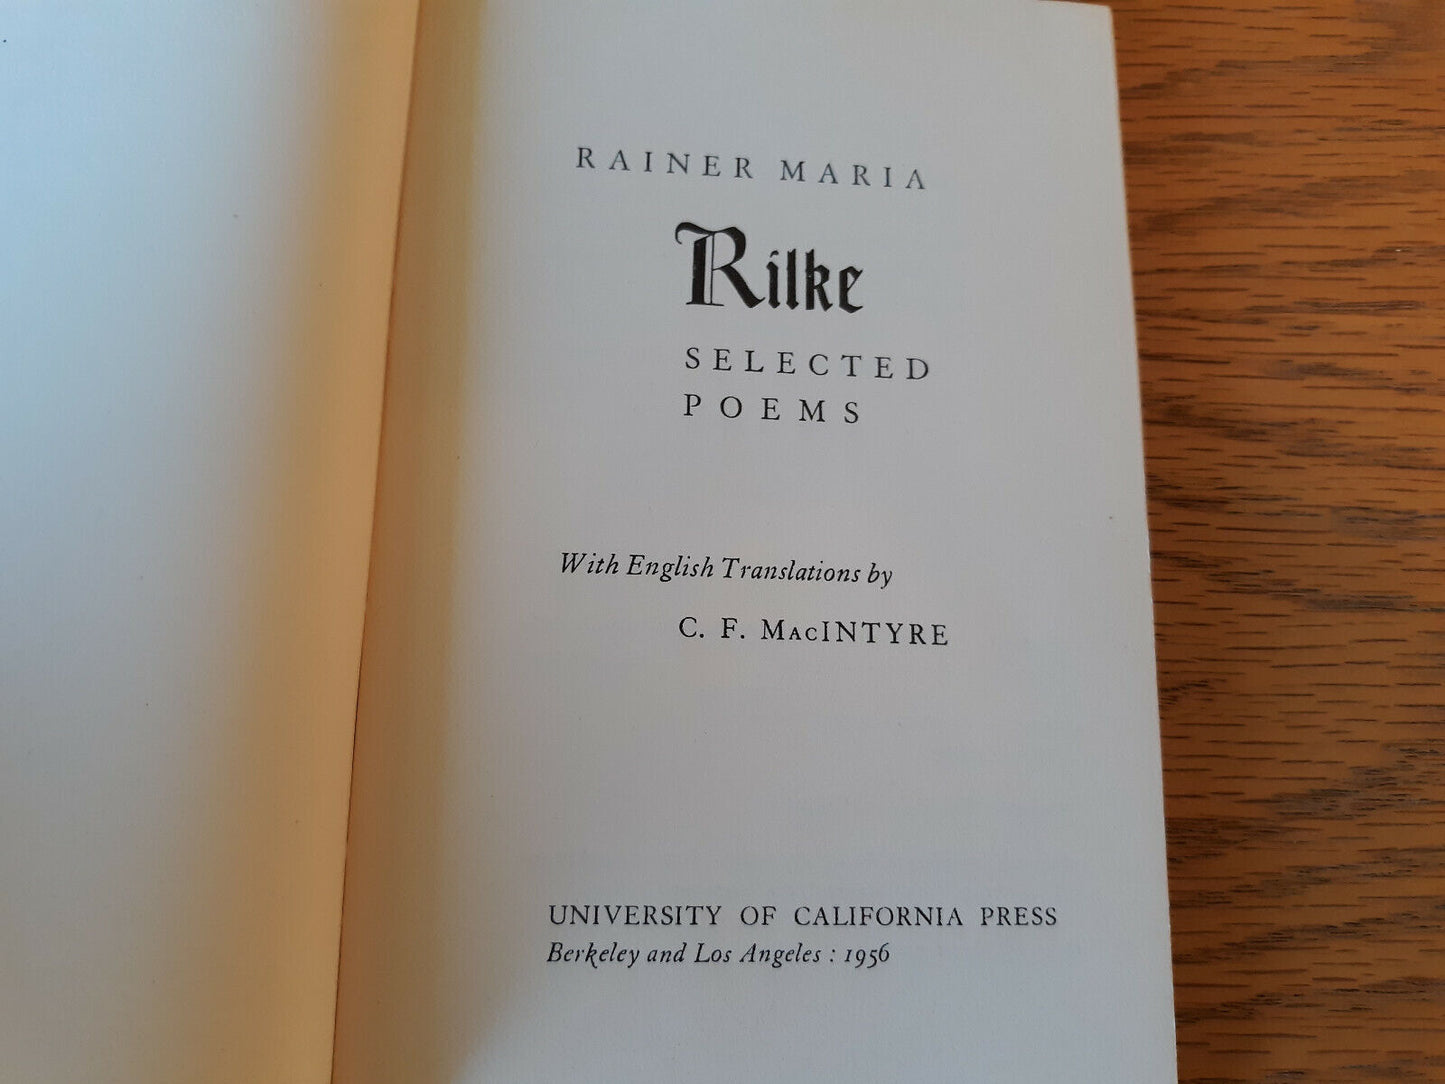 RAINER MARIA
Rilke
SELECTED
POEMS
With English Translations by
C. F. MacINTYRE
UNIVERSITY OF CALIFORNIA PRESS
Berkeley and Los Angeles : 1956